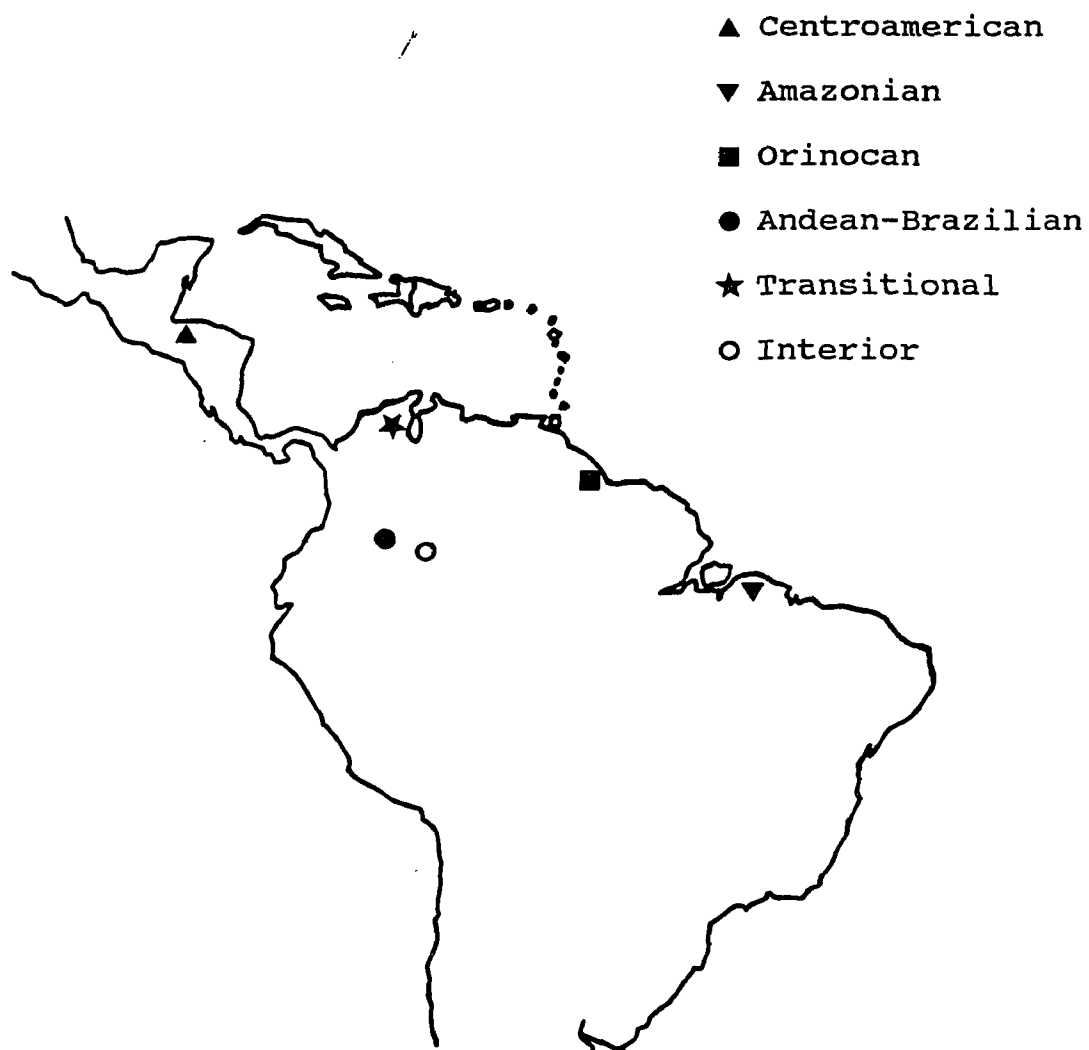 Centroamerican
Amazonian
Orinocan
Andean-Brazilian
Transitional
Interior